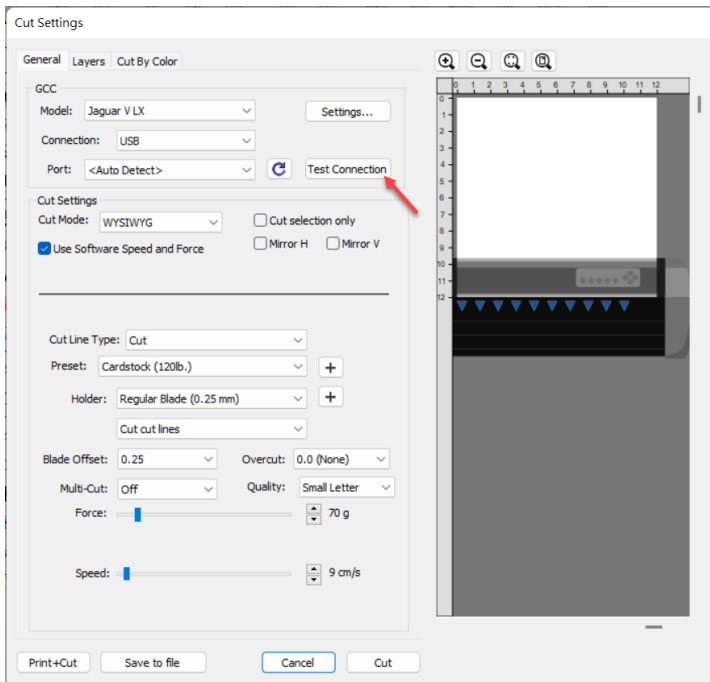 Cut Settings
General Layers Cut By Color
GCC
Model: Jaguar V LX Settings...
Connection: USB
Port: <Auto Detect> Test Connection
Cut Settings
Cut Mode: WYSIWYG Cut selection only
Use Software Speed and Force Mirror H Mirror V
Cut Line Type: Cut
Preset: Cardstock (120lb.) +
Holder: Regular Blade (0.25 mm) +
Cut cut lines
Blade Offset: 0.25 Overcut: 0.0 (None)
Multi-Cut: Off Quality: Small Letter
Force: 70 g
Speed: 9 cm/s
Print+Cut Save to file Cancel Cut
0 1 2 3 4 5 6 7 8 9 10 11 12
0
1
2
3
4
5
6
7
8
9
10
11
12